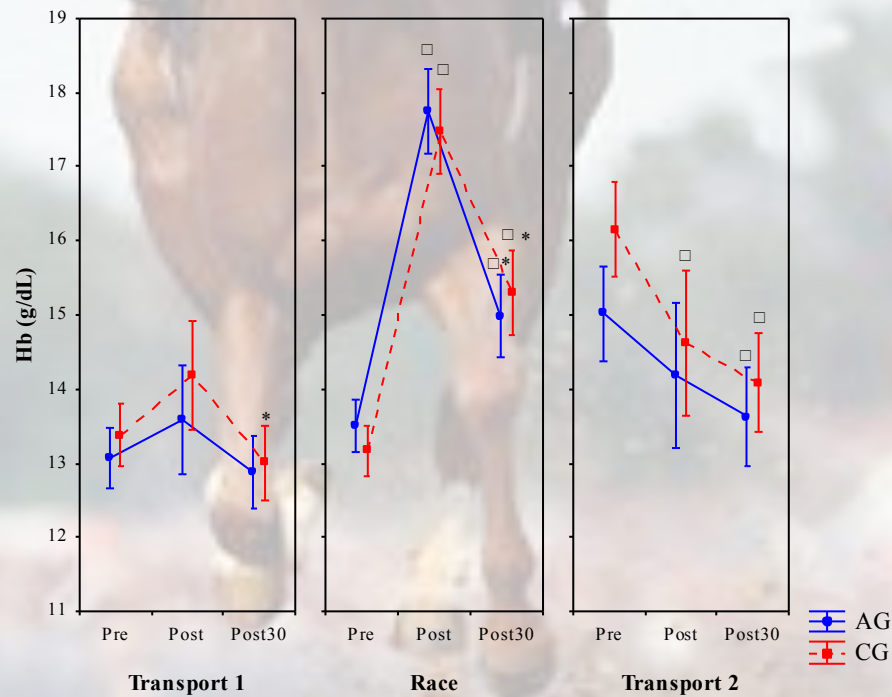 19
18
17
16
15
14
13
12
11
Hb (g/dL)
*
*
*
Pre Post Post30
Pre Post Post30
Pre Post Post30
Transport 1 Race Transport 2
AG
CG